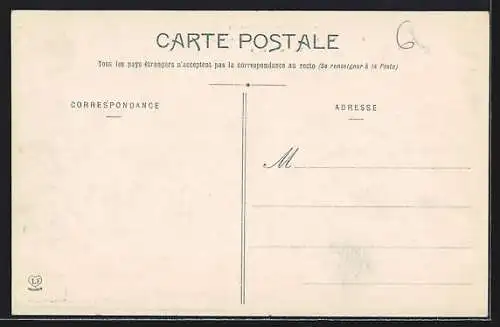 CARTE POSTALE
6
Tous les pays étrangers n'acceptent pas la correspondance au recto (Se renseigner à la Poste)
CORRESPONDANCE
ADRESSE
M